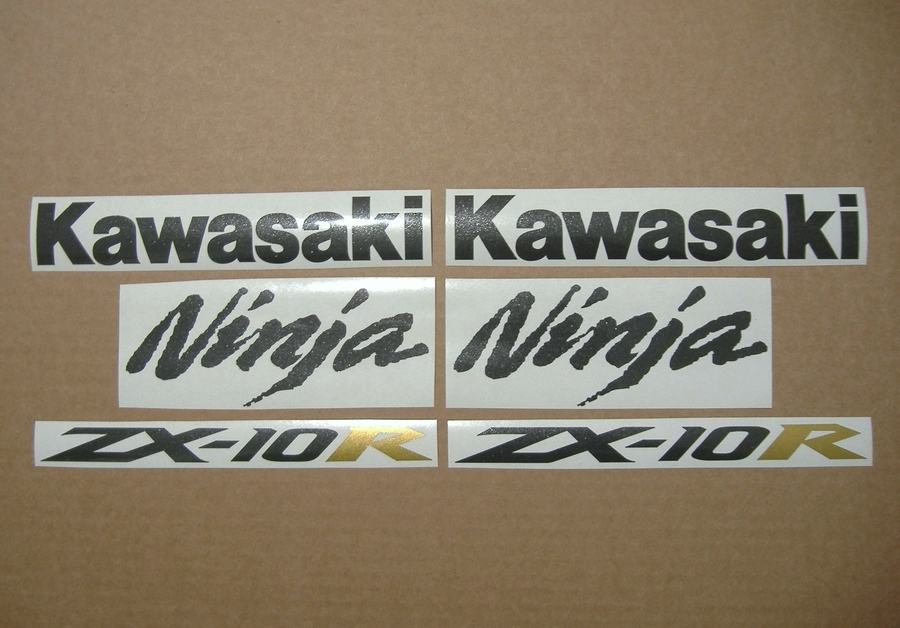 Kawasaki Kawasaki
Ninja Ninja
ZX-10R ZX-10R